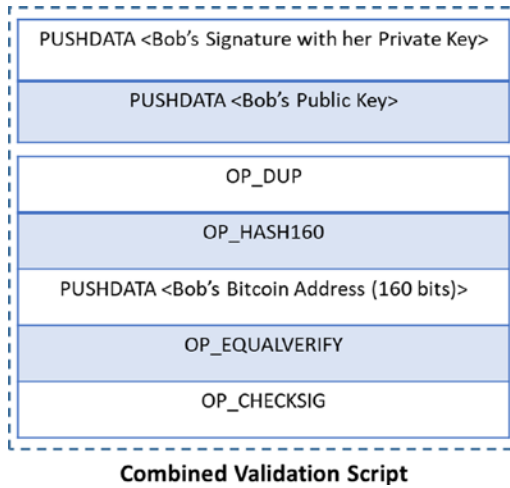 PUSHDATA <Bob's Signature with her Private Key>
PUSHDATA <Bob's Public Key>
OP_DUP
OP_HASH160
PUSHDATA <Bob's Bitcoin Address (160 bits)>
OP_EQUALVERIFY
OP_CHECKSIG
Combined Validation Script